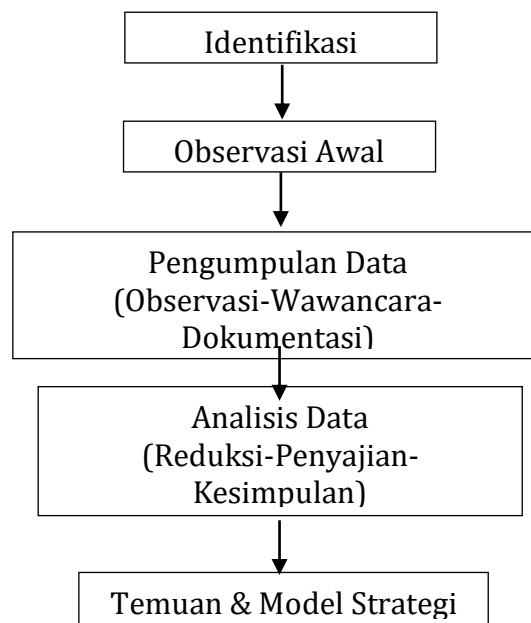 Identifikasi
Observasi Awal
Pengumpulan Data
(Observasi-Wawancara-
Dokumentasi)
Analisis Data
(Reduksi-Penyajian-
Kesimpulan)
Temuan & Model Strategi